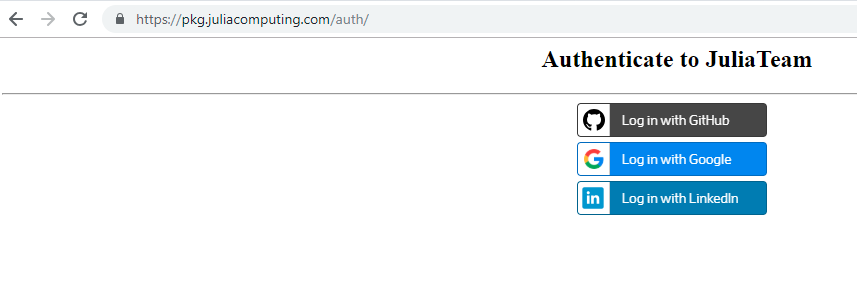 https://pkg.juliacomputing.com/auth/
Authenticate to JuliaTeam
Log in with GitHub
G Log in with Google
in Log in with LinkedIn